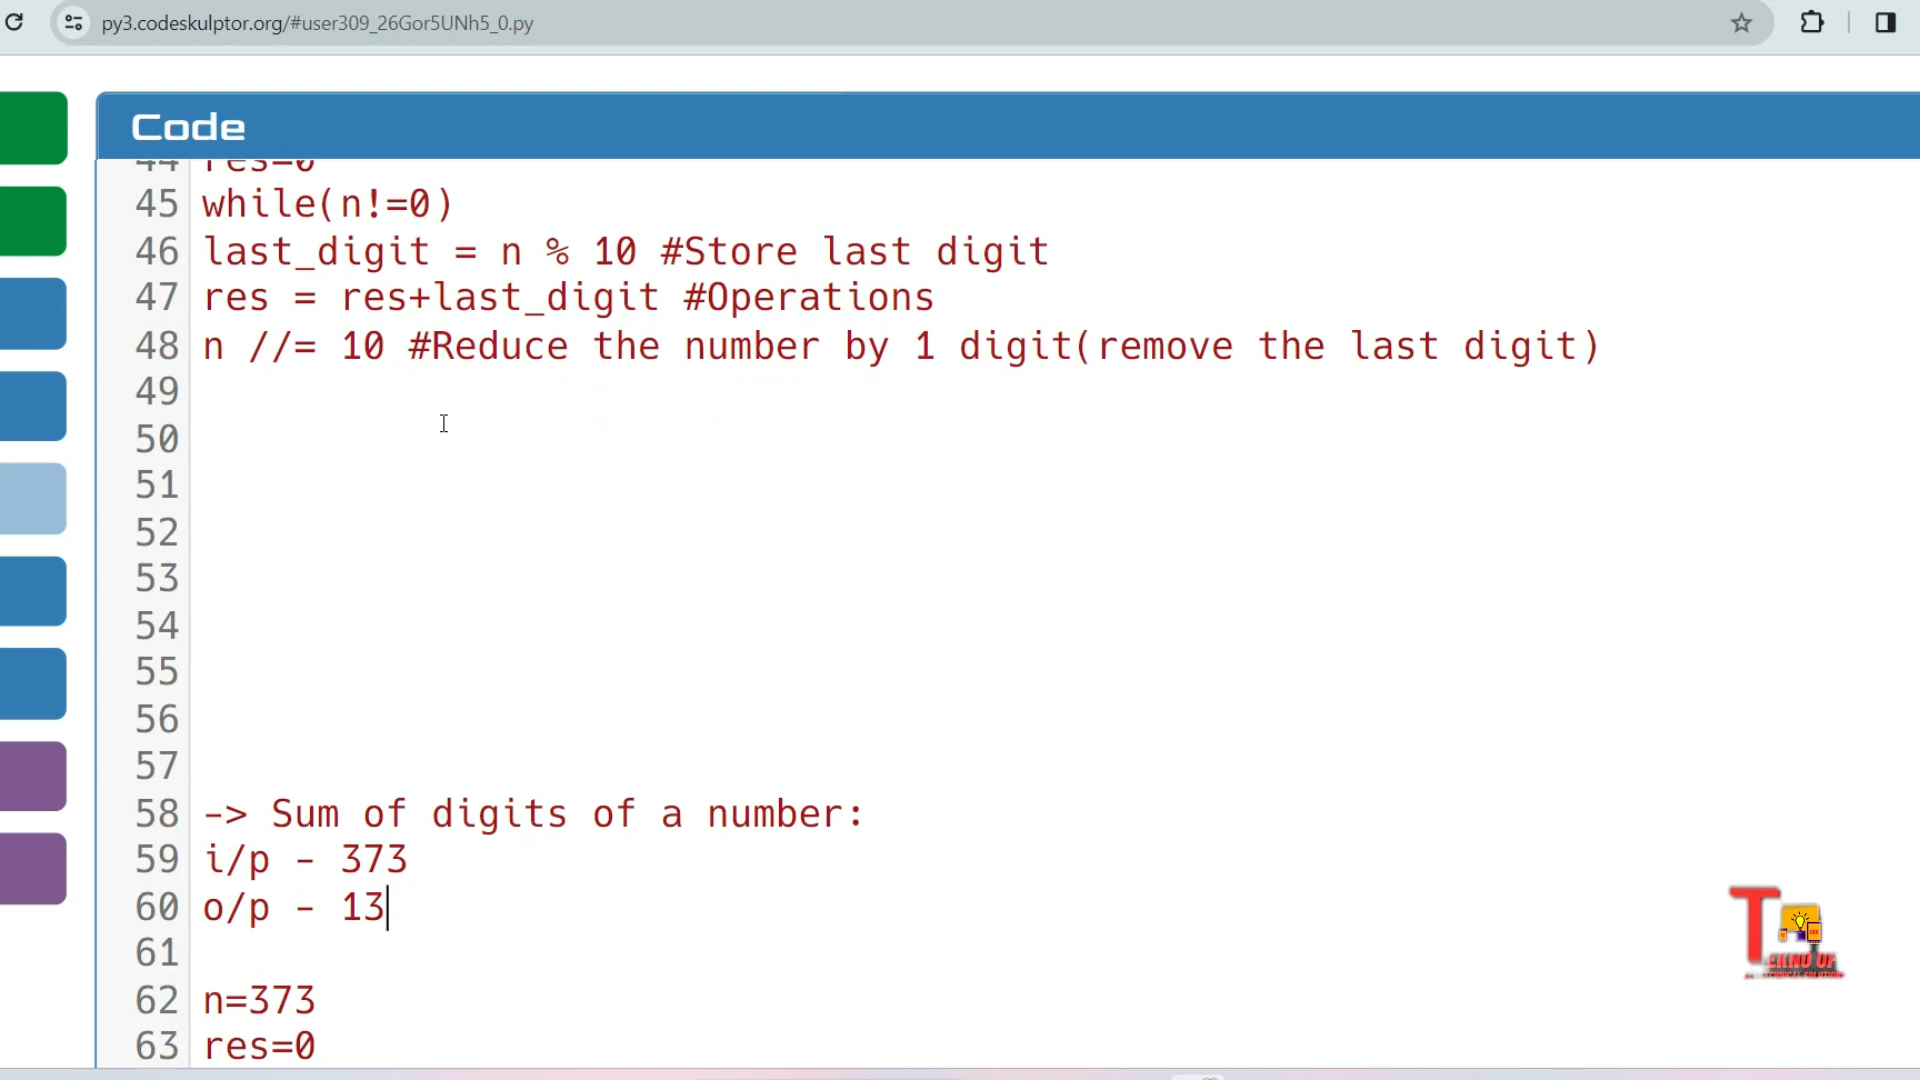 py3.codeskulptor.org/#user309_26Gor5UNh5_0.py
Code
44 res=0
45 while(n!=0)
46 last_digit = n % 10 #Store last digit
47 res = res+last_digit #Operations
48 n //= 10 #Reduce the number by 1 digit(remove the last digit)
49
50
51
52
53
54
55
56
57
58 -> Sum of digits of a number:
59 i/p - 373
60 o/p - 13
61
62 n=373
63 res=0